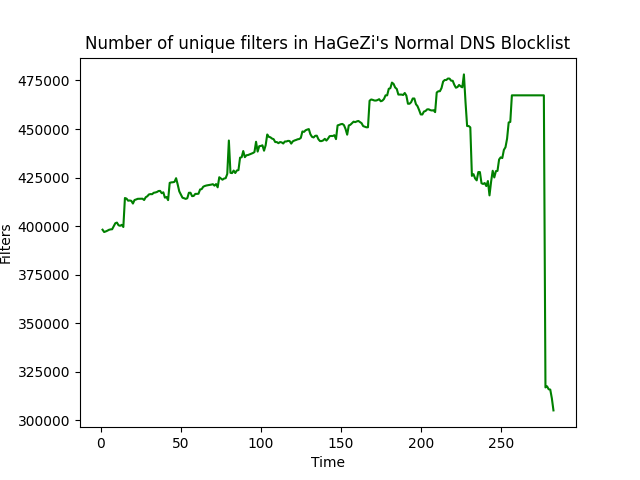 Number of unique filters in HaGeZi's Normal DNS Blocklist
475000
450000
425000
400000
375000
350000
325000
300000
Filters
0 50 100 150 200 250
Time